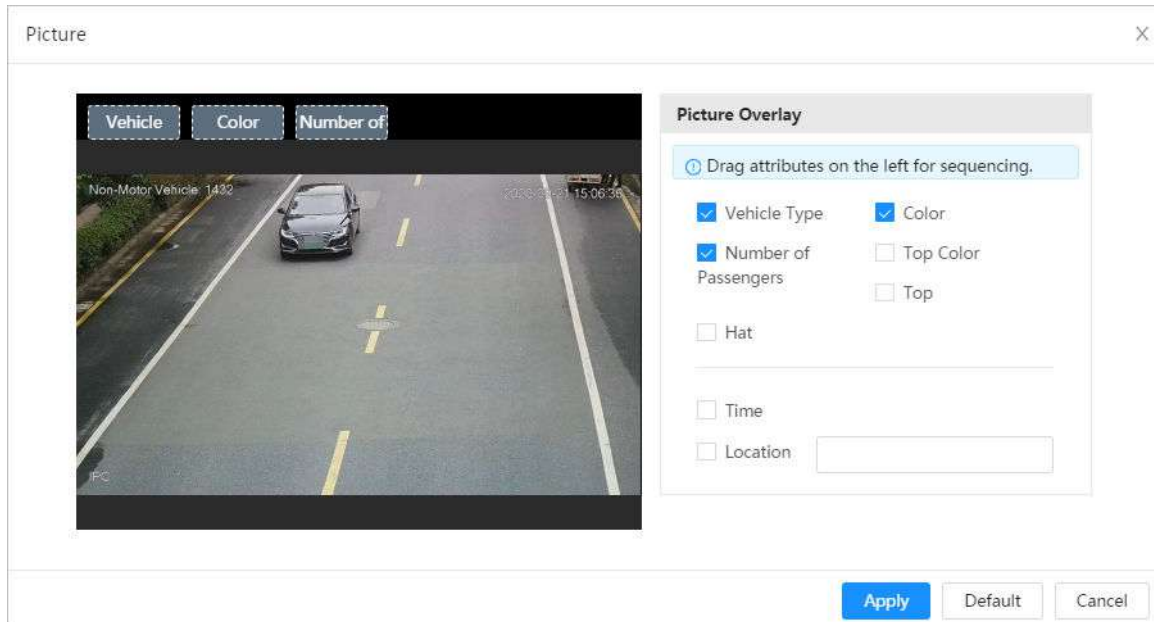 Picture
Vehicle
Color
Number of
Non-Motor Vehicle: 1432
15:06:36
IPC
Picture Overlay
Drag attributes on the left for sequencing.
Vehicle Type
Color
Number of
Passengers
Top Color
Top
Hat
Time
Location
Apply
Default
Cancel